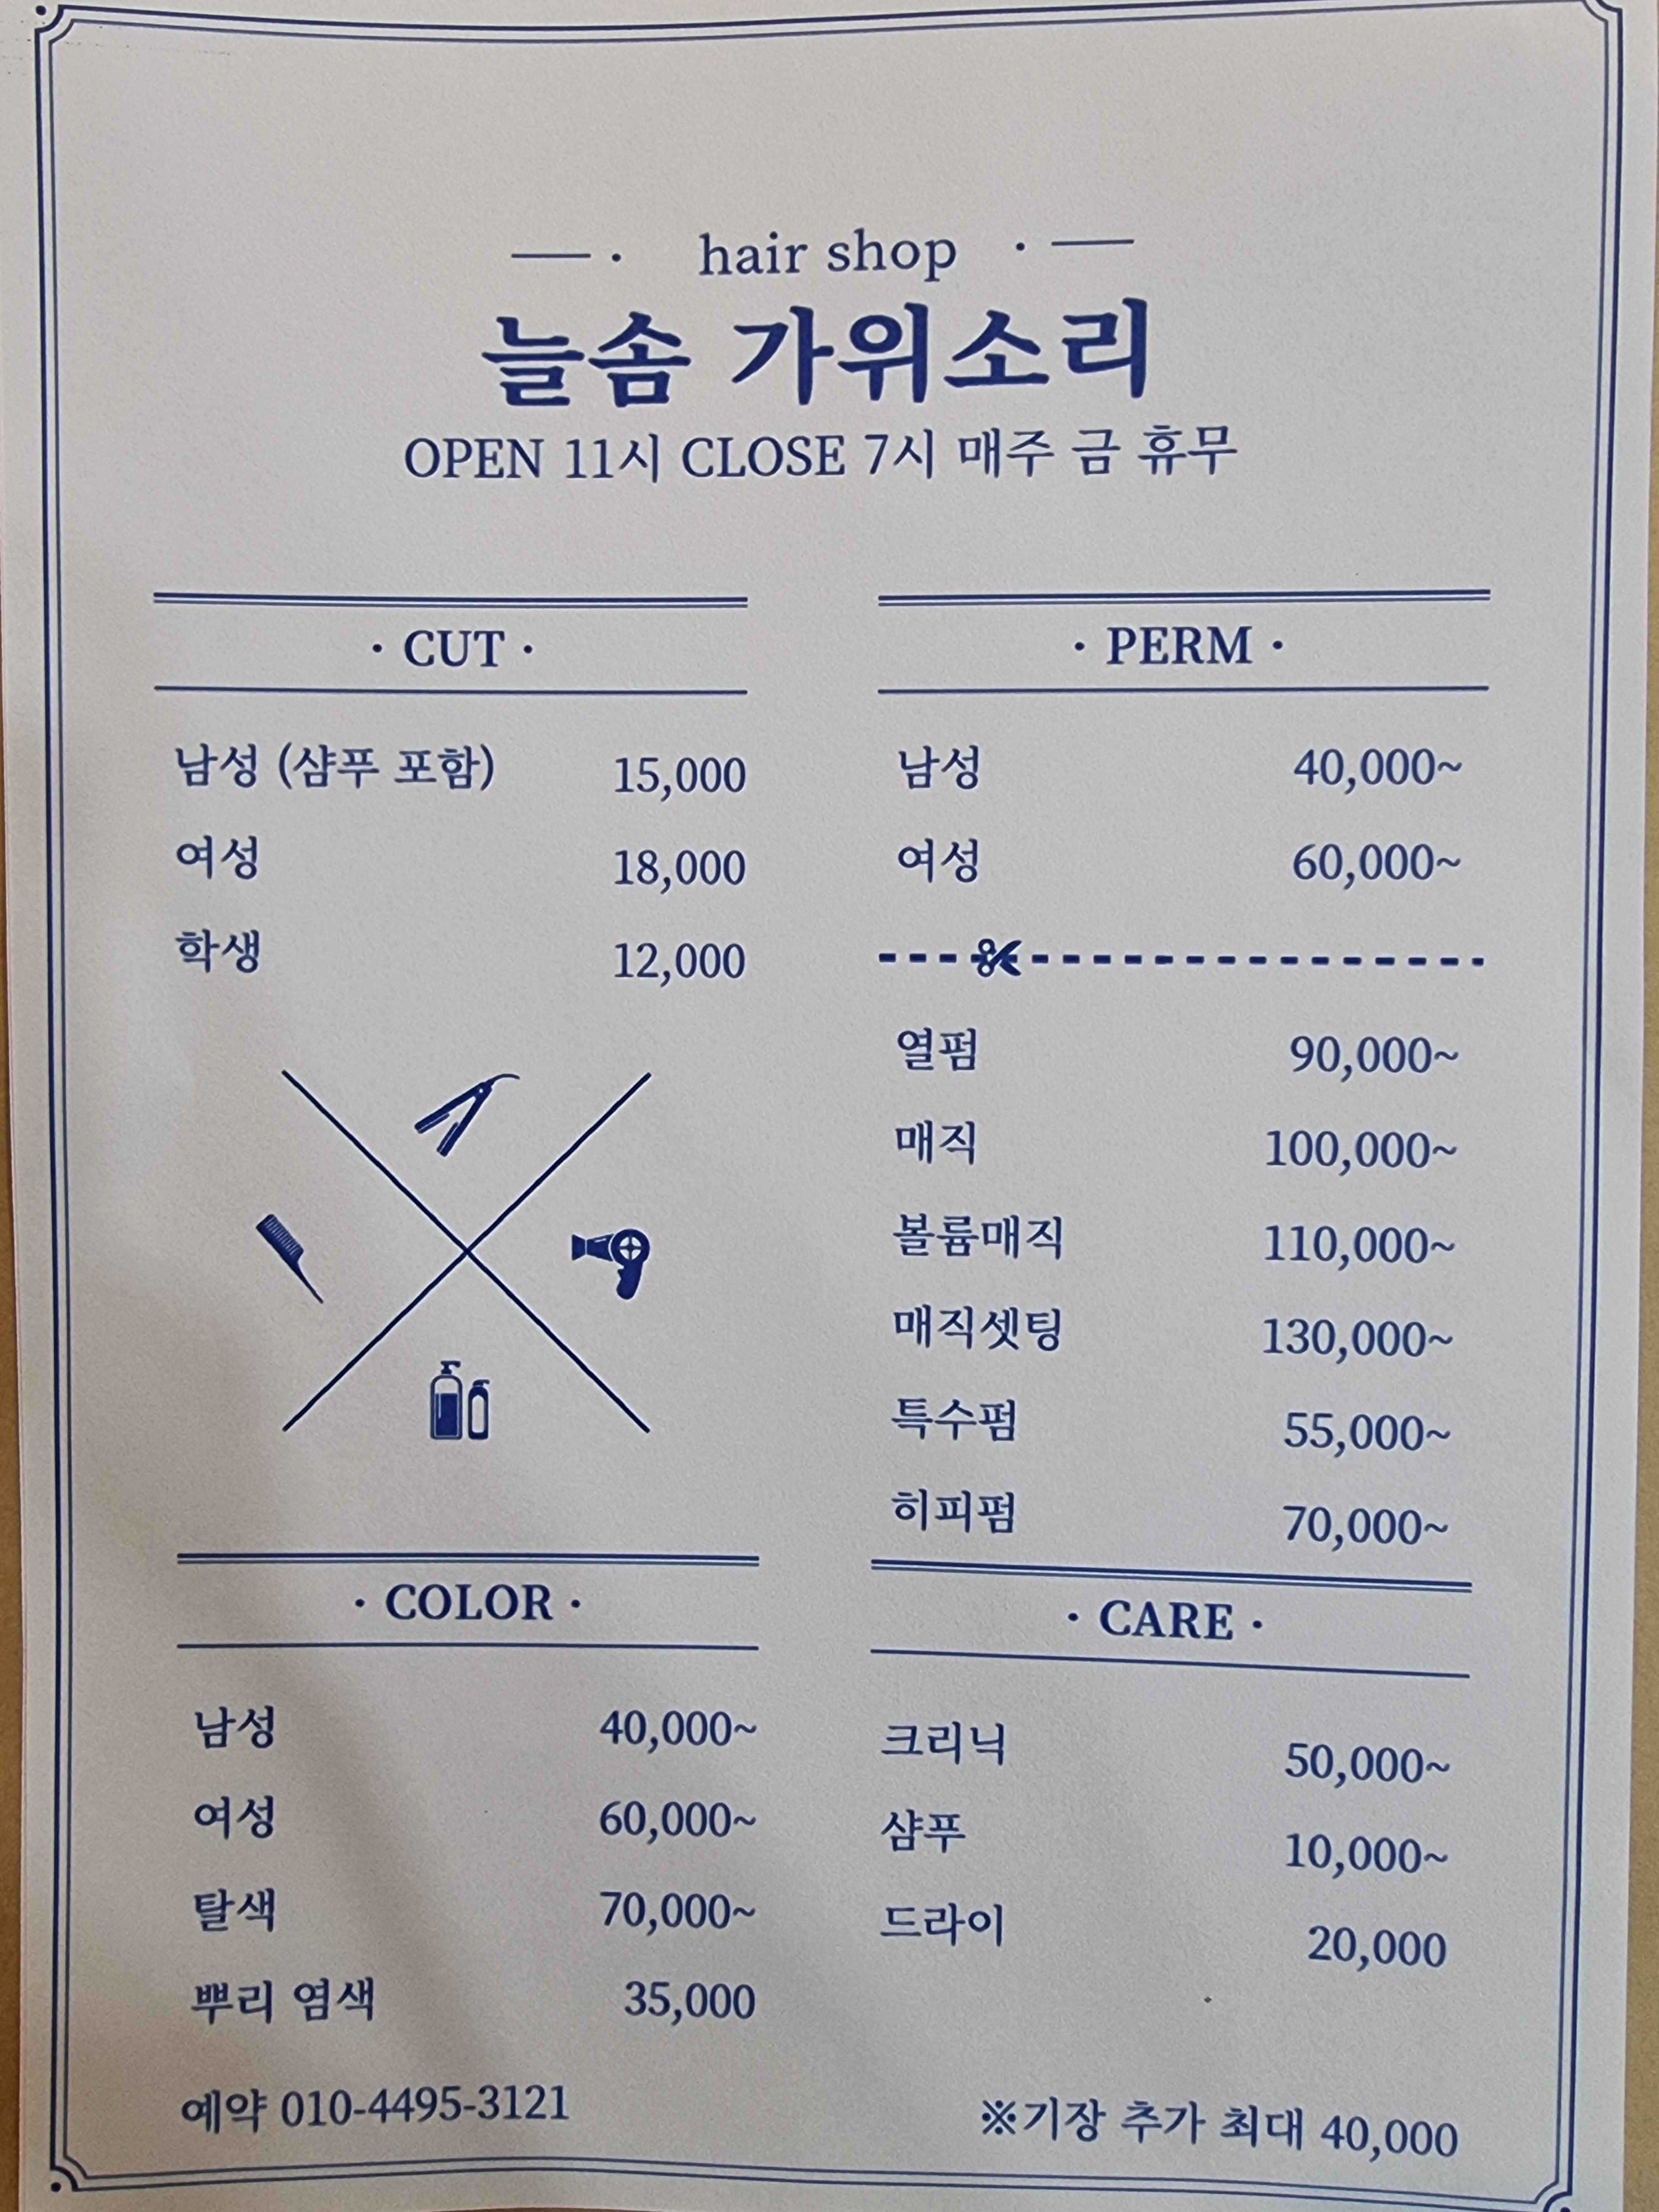 hair shop
늘솜 가위소리
OPEN 11시 CLOSE 7시 매주 금 휴무
· CUT ·
남성 (샴푸 포함) 15,000
여성 18,000
학생 12,000
· PERM ·
남성 40,000~
여성 60,000~
열펌 90,000~
매직 100,000~
볼륨매직 110,000~
매직셋팅 130,000~
특수펌 55,000~
히피펌 70,000~
· COLOR ·
남성 40,000~
여성 60,000~
탈색 70,000~
뿌리 염색 35,000
· CARE ·
크리닉 50,000~
샴푸 10,000~
드라이 20,000
예약 010-4495-3121
※기장 추가 최대 40,000